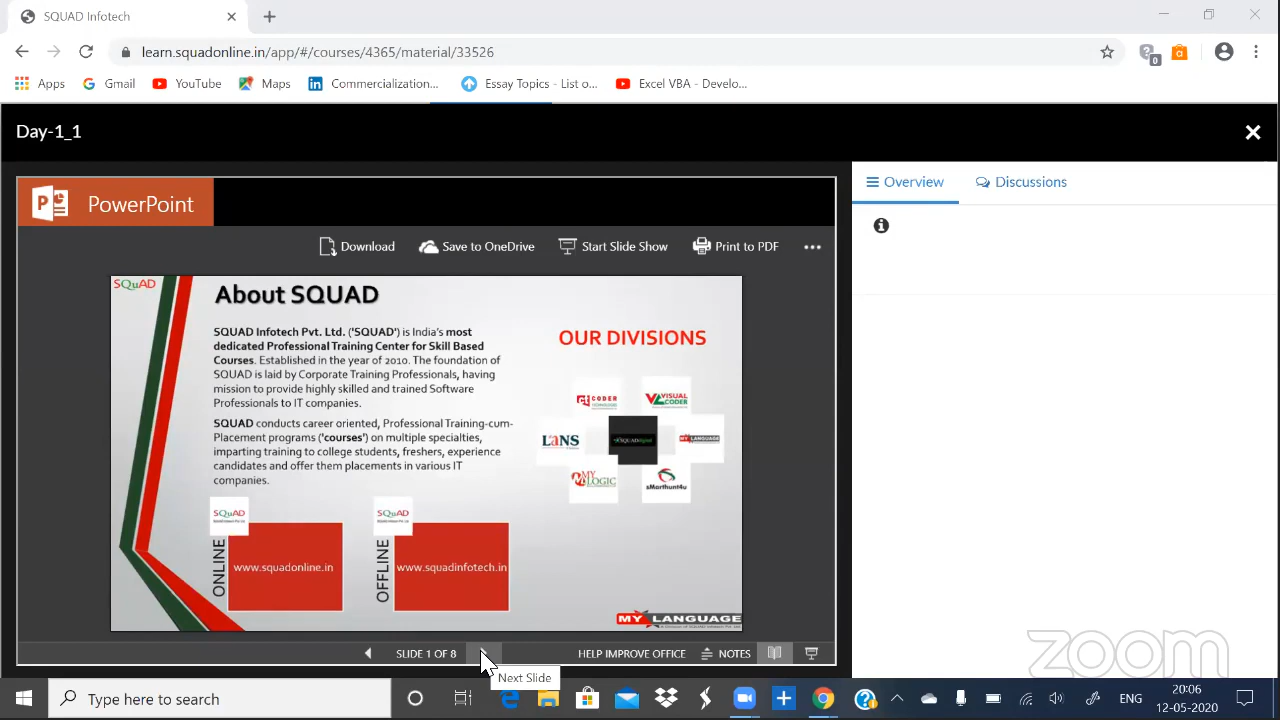 SQUAD Infotech
learn.squadonline.in/app/#/courses/4365/material/33526
0
Apps
Gmail
YouTube
Maps
Commercialization...
Essay Topics - List o...
Excel VBA - Develo...
Day-1_1
PowerPoint
Overview
Discussions
Download
Save to OneDrive
Start Slide Show
Print to PDF
SQuAD
About SQUAD
SQUAD Infotech Pvt. Ltd. ('SQUAD') is India's most
dedicated Professional Training Center for Skill Based
Courses. Established in the year of 2010. The foundation of
SQUAD is laid by Corporate Training Professionals, having
mission to provide highly skilled and trained Software
Professionals to IT companies.
SQUAD conducts career oriented, Professional Training-cum-
Placement programs ('courses') on multiple specialties,
imparting training to college students, freshers, experience
candidates and offer them placements in various IT
companies.
OUR DIVISIONS
CODER
VISUAL
CODER
LANS
MY LANGUAGE
MY
LOGIC
sMarthunt4u
SQuAD
ONLINE
www.squadonline.in
SQuAD
OFFLINE
www.squadinfotech.in
MY LANGUAGE
SLIDE 1 OF 8
HELP IMPROVE OFFICE
NOTES
Next Slide
zoom
Type here to search
ENG
20:06
12-05-2020